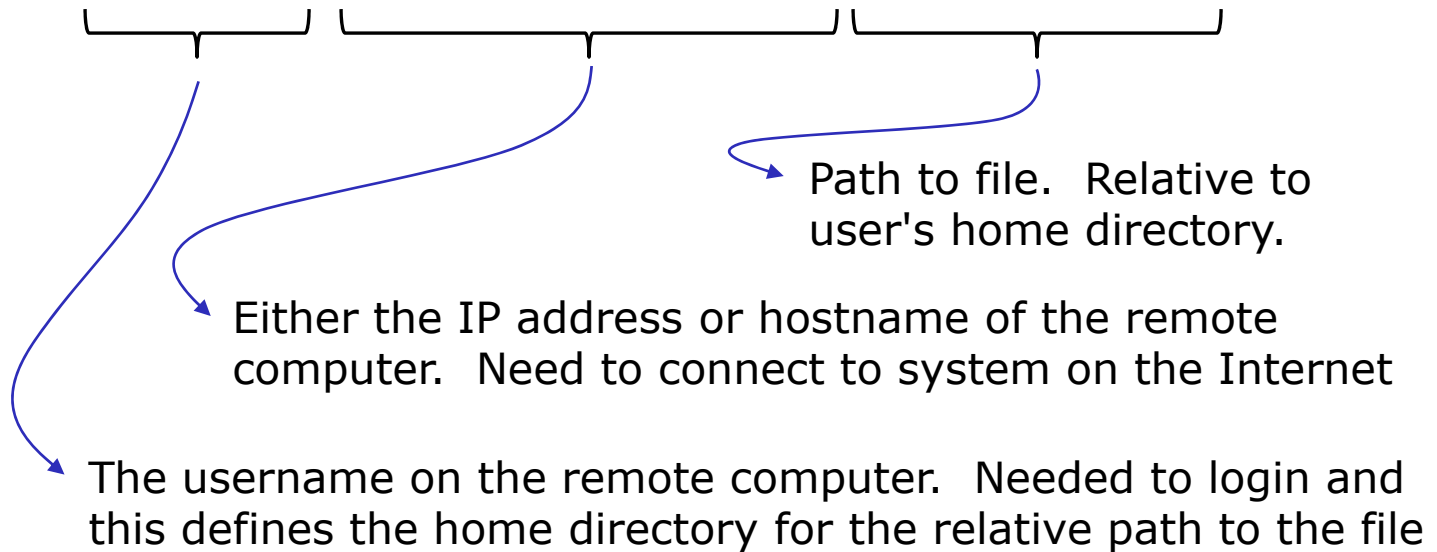 Path to file.  Relative to
user's home directory.
Either the IP address or hostname of the remote
computer.  Need to connect to system on the Internet
The username on the remote computer.  Needed to login and
this defines the home directory for the relative path to the file